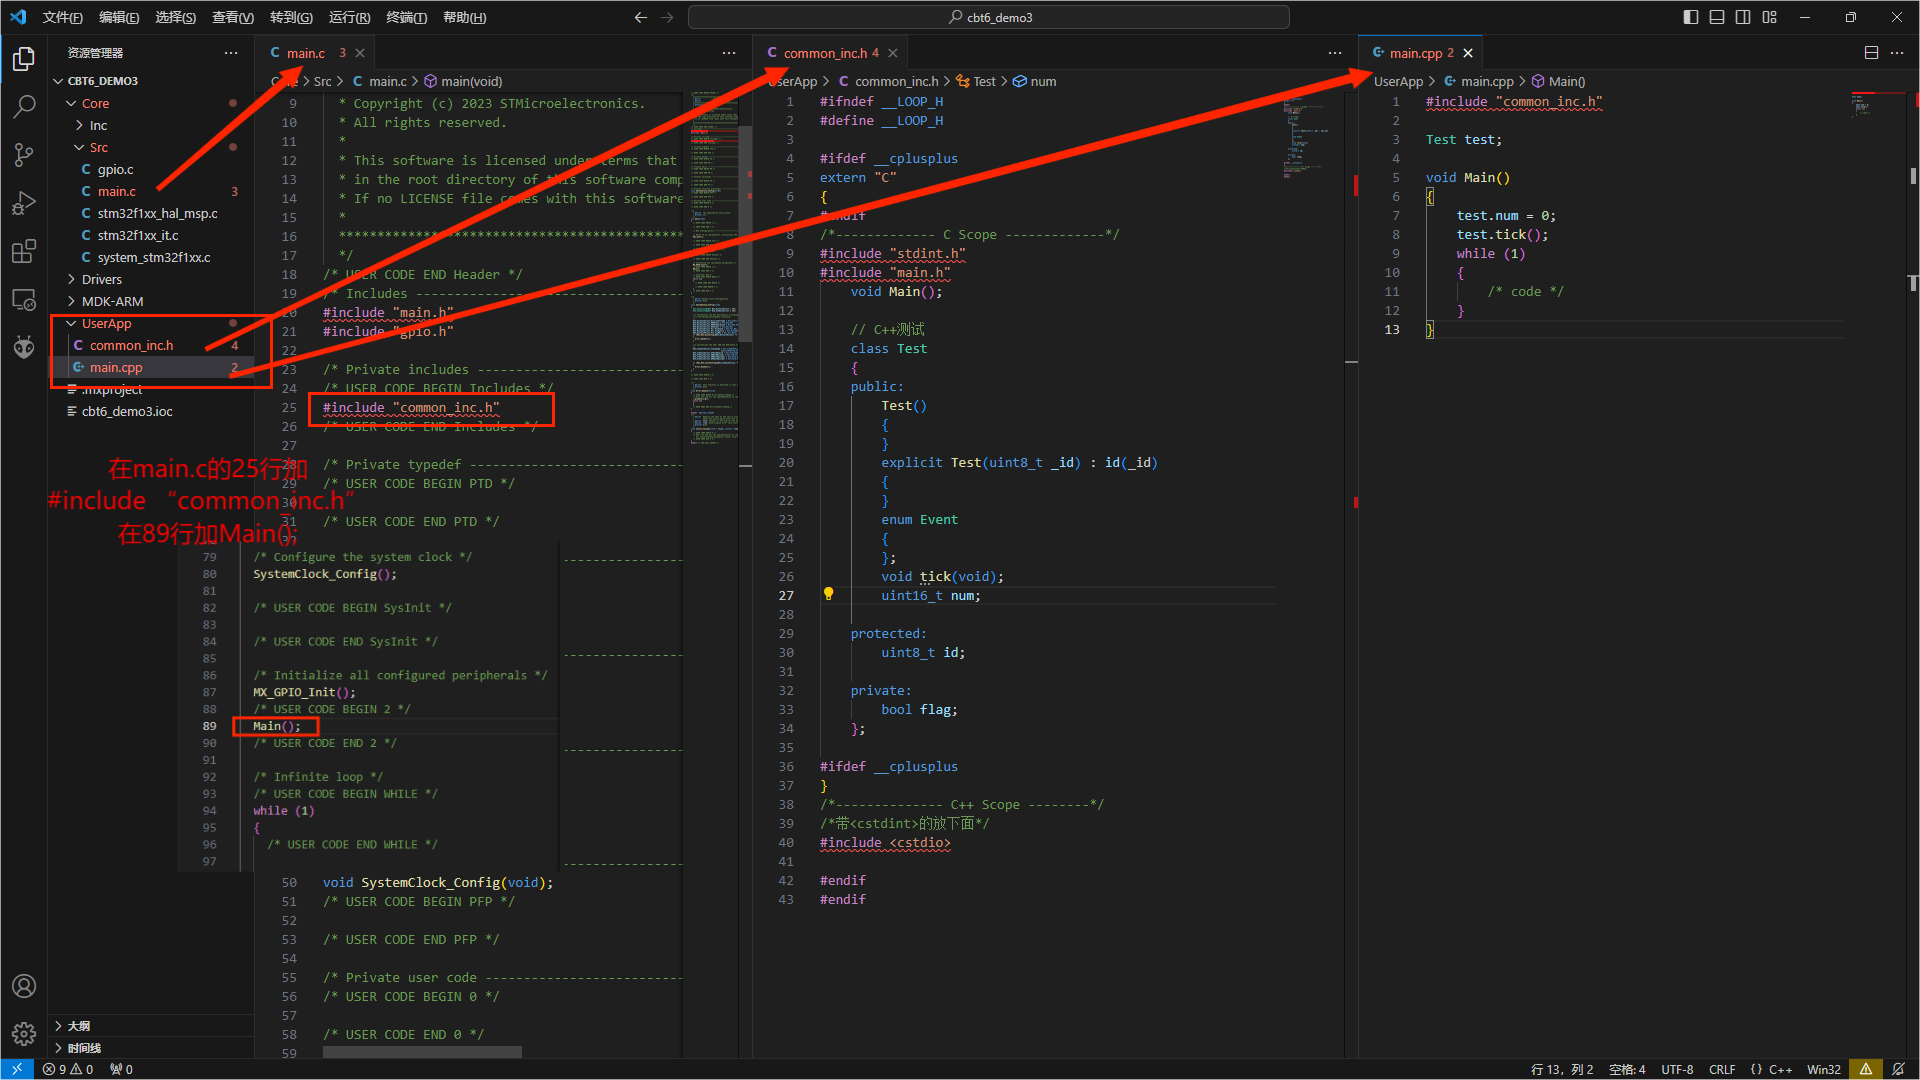 文件(F) 编辑(E) 选择(S) 查看(V) 转到(G) 运行(R) 终端(T) 帮助(H) cbt6_demo3
资源管理器
CBT6_DEMO3
Core
Inc
Src
gpio.c
main.c 3
stm32f1xx_hal_msp.c
stm32f1xx_it.c
system_stm32f1xx.c
Drivers
MDK-ARM
UserApp
common_inc.h 4
main.cpp 2
.mxproject
cbt6_demo3.ioc
在main.c的25行加
#include “common_inc.h”
在89行加Main();
大纲
时间线
main.c 3
Src > main.c > main(void)
9 * Copyright (c) 2023 STMicroelectronics.
10 * All rights reserved.
11 *
12 * This software is licensed under terms that
13 * in the root directory of this software comp
14 * If no LICENSE file comes with this software
15 *
16 ***********************************************
17 */
18 /* USER CODE END Header */
19 /* Includes -----------------------------------
20 #include "main.h"
21 #include "gpio.h"
22
23 /* Private includes ---------------------------
24 /* USER CODE BEGIN Includes */
25 #include "common_inc.h"
26 /* USER CODE END Includes */
27
28 /* Private typedef ----------------------------
29 /* USER CODE BEGIN PTD */
30
31 /* USER CODE END PTD */
79 /* Configure the system clock */
80 SystemClock_Config();
81
82 /* USER CODE BEGIN SysInit */
83
84 /* USER CODE END SysInit */
85
86 /* Initialize all configured peripherals */
87 MX_GPIO_Init();
88 /* USER CODE BEGIN 2 */
89 Main();
90 /* USER CODE END 2 */
91
92 /* Infinite loop */
93 /* USER CODE BEGIN WHILE */
94 while (1)
95 {
96 /* USER CODE END WHILE */
97
50 void SystemClock_Config(void);
51 /* USER CODE BEGIN PFP */
52
53 /* USER CODE END PFP */
54
55 /* Private user code --------------------------
56 /* USER CODE BEGIN 0 */
57
58 /* USER CODE END 0 */
59
common_inc.h 4
UserApp > common_inc.h > Test > num
1 #ifndef __LOOP_H
2 #define __LOOP_H
3
4 #ifdef __cplusplus
5 extern "C"
6 {
7 #endif
8 /*------------- C Scope -------------*/
9 #include "stdint.h"
10 #include "main.h"
11 void Main();
12
13 // C++测试
14 class Test
15 {
16 public:
17 Test()
18 {
19 }
20 explicit Test(uint8_t _id) : id(_id)
21 {
22 }
23 enum Event
24 {
25 };
26 void tick(void);
27 uint16_t num;
28
29 protected:
30 uint8_t id;
31
32 private:
33 bool flag;
34 };
35
36 #ifdef __cplusplus
37 }
38 /*-------------- C++ Scope --------*/
39 /*带<cstdint>的放下面*/
40 #include <cstdio>
41
42 #endif
43 #endif
main.cpp 2
UserApp > main.cpp > Main()
1 #include "common_inc.h"
2
3 Test test;
4
5 void Main()
6 {
7 test.num = 0;
8 test.tick();
9 while (1)
10 {
11 /* code */
12 }
13 }
9 0 0 行 13，列 2 空格: 4 UTF-8 CRLF {} C++ Win32